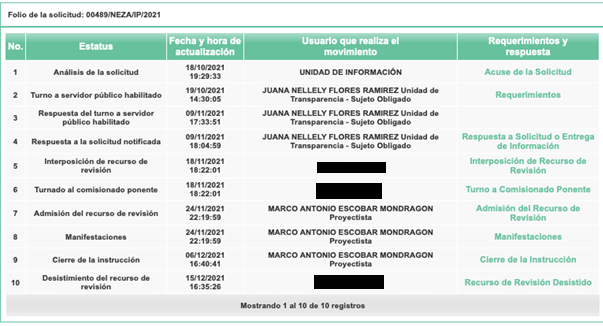 Folio de la solicitud: 00489/NEZA/IP/2021
No. Estatus Fecha y hora de actualización Usuario que realiza el movimiento Requerimientos y respuesta
1 Análisis de la solicitud 18/10/2021 19:29:33 UNIDAD DE INFORMACIÓN Acuse de la Solicitud
2 Turno a servidor público habilitado 19/10/2021 14:30:05 JUANA NELLELY FLORES RAMIREZ Unidad de Transparencia - Sujeto Obligado Requerimientos
3 Respuesta del turno a servidor público habilitado 09/11/2021 17:33:51 JUANA NELLELY FLORES RAMIREZ Unidad de Transparencia - Sujeto Obligado
4 Respuesta a la solicitud notificada 09/11/2021 18:04:59 JUANA NELLELY FLORES RAMIREZ Unidad de Transparencia - Sujeto Obligado Respuesta a Solicitud o Entrega de Información
5 Interposición de recurso de revisión 18/11/2021 18:22:01 Interposición de Recurso de Revisión
6 Turnado al comisionado ponente 18/11/2021 18:22:01 Turno a Comisionado Ponente
7 Admisión del recurso de revisión 24/11/2021 22:19:59 MARCO ANTONIO ESCOBAR MONDRAGON Proyectista Admisión del Recurso de Revisión
8 Manifestaciones 24/11/2021 22:19:59 MARCO ANTONIO ESCOBAR MONDRAGON Proyectista Manifestaciones
9 Cierre de la instrucción 06/12/2021 16:40:41 MARCO ANTONIO ESCOBAR MONDRAGON Proyectista Cierre de la Instrucción
10 Desistimiento del recurso de revisión 15/12/2021 16:35:26 Recurso de Revisión Desistido
Mostrando 1 al 10 de 10 registros